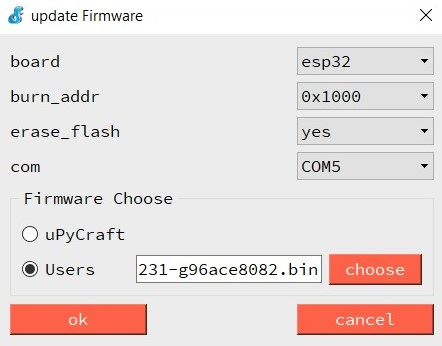 update Firmware
board esp32
burn_addr 0x1000
erase_flash yes
com COM5
Firmware Choose
uPyCraft
Users 231-g96ace8082.bin choose
ok cancel